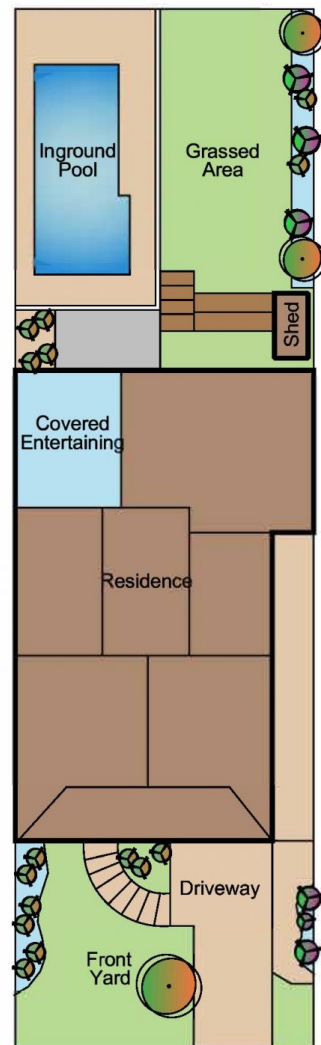 Inground
Pool
Grassed
Area
Shed
Covered
Entertaining
Residence
Driveway
Front
Yard